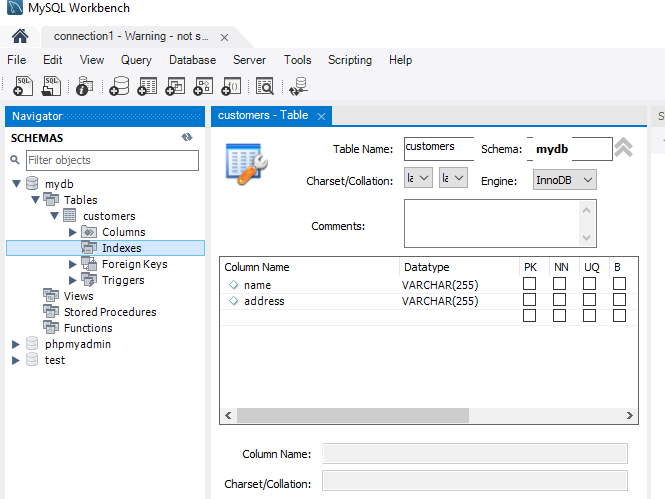 MySQL Workbench
connection1 - Warning - not s...
File Edit View Query Database Server Tools Scripting Help
SQL SQL
Navigator
SCHEMAS
Filter objects
mydb
Tables
customers
Columns
Indexes
Foreign Keys
Triggers
Views
Stored Procedures
Functions
phpmyadmin
test
customers - Table
Table Name: customers Schema: mydb
Charset/Collation: la la Engine: InnoDB
Comments:
Column Name Datatype PK NN UQ B
name VARCHAR(255)
address VARCHAR(255)
Column Name:
Charset/Collation:
S